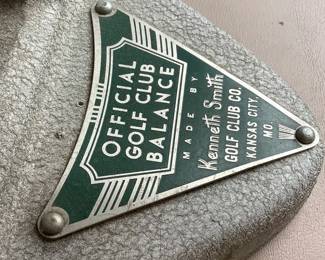 OFFICIAL
GOLF CLUB
BALANCE
MADE BY
Kenneth Smith
GOLF CLUB CO.
KANSAS CITY.
MO.